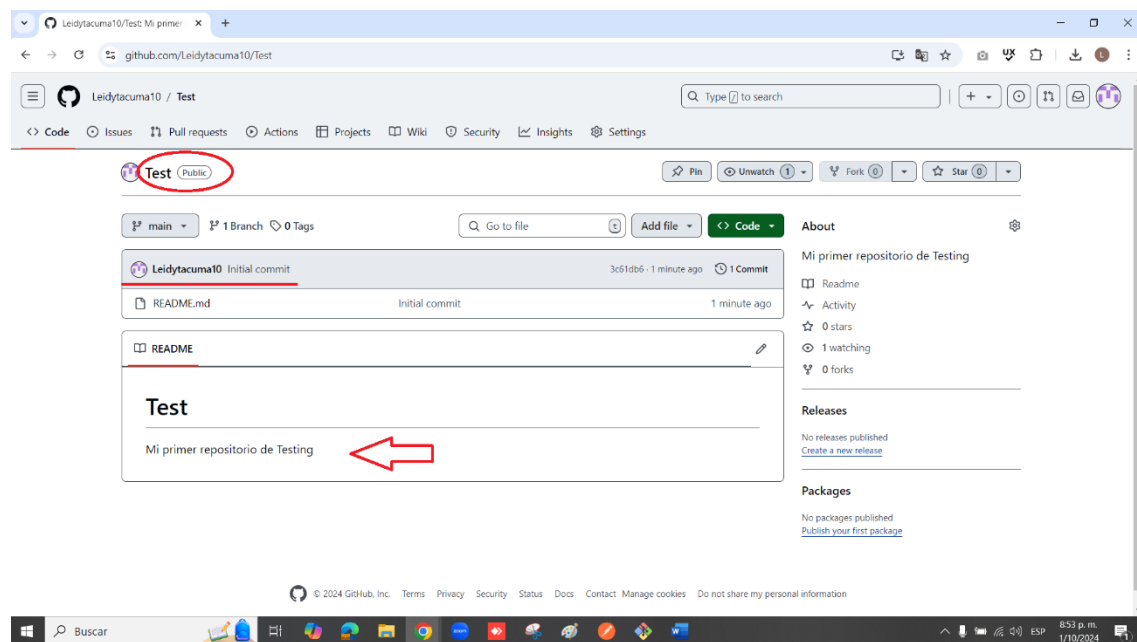 Leidytacuma10/Test: Mi primer
github.com/Leidytacuma10/Test
L
Leidytacuma10 / Test
Type / to search
Code Issues Pull requests Actions Projects Wiki Security Insights Settings
Test Public
Pin Unwatch 1 Fork 0 Star 0
main 1 Branch 0 Tags Go to file t Add file Code
About
Mi primer repositorio de Testing
Leidytacuma10 Initial commit 3c61db6 · 1 minute ago 1 Commit
README.md Initial commit 1 minute ago
Readme
Activity
0 stars
1 watching
0 forks
README
Test
Mi primer repositorio de Testing
Releases
No releases published
Create a new release
Packages
No packages published
Publish your first package
© 2024 GitHub, Inc. Terms Privacy Security Status Docs Contact Manage cookies Do not share my personal information
Buscar
ESP
8:53 p. m.
1/10/2024